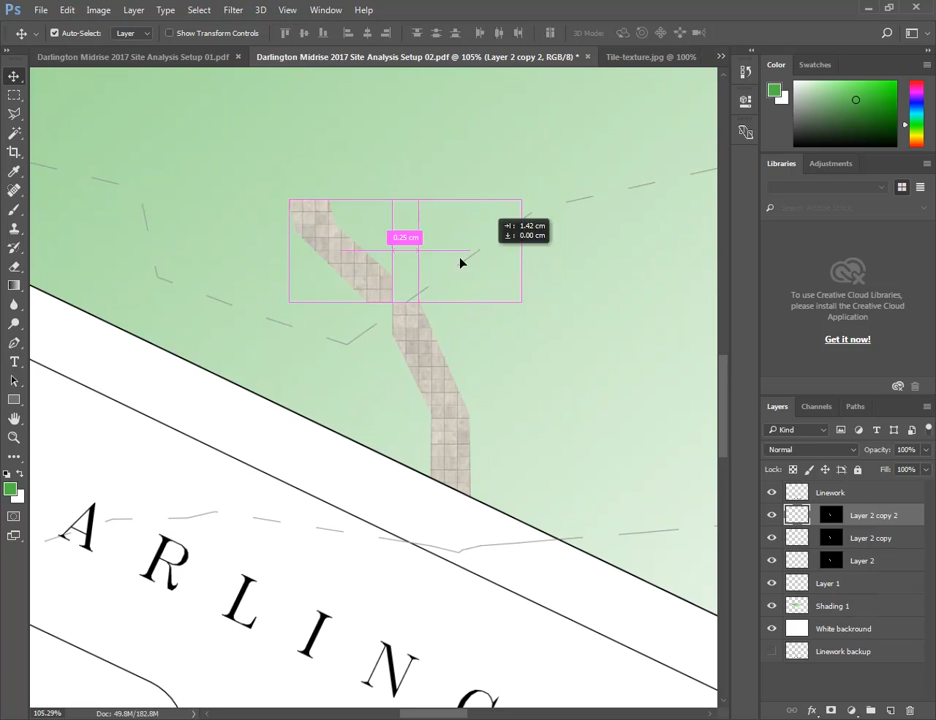 Ps File Edit Image Layer Type Select Filter 3D View Window Help
Auto-Select: Layer Show Transform Controls 3D Mode:
Darlington Midrise 2017 Site Analysis Setup 01.pdf × Darlington Midrise 2017 Site Analysis Setup 02.pdf @ 105% (Layer 2 copy 2, RGB/8) * × Tile-texture.jpg @ 100%
Color Swatches
Libraries Adjustments
To use Creative Cloud Libraries,
please install the Creative Cloud
Application
Get it now!
0.25 cm
1.42 cm
0.00 cm
ARLING
Layers Channels Paths
Kind
Normal Opacity: 100%
Lock: Fill: 100%
Linework
Layer 2 copy 2
Layer 2 copy
Layer 2
Layer 1
Shading 1
White backround
Linework backup
105.29% Doc: 49.8M/182.8M